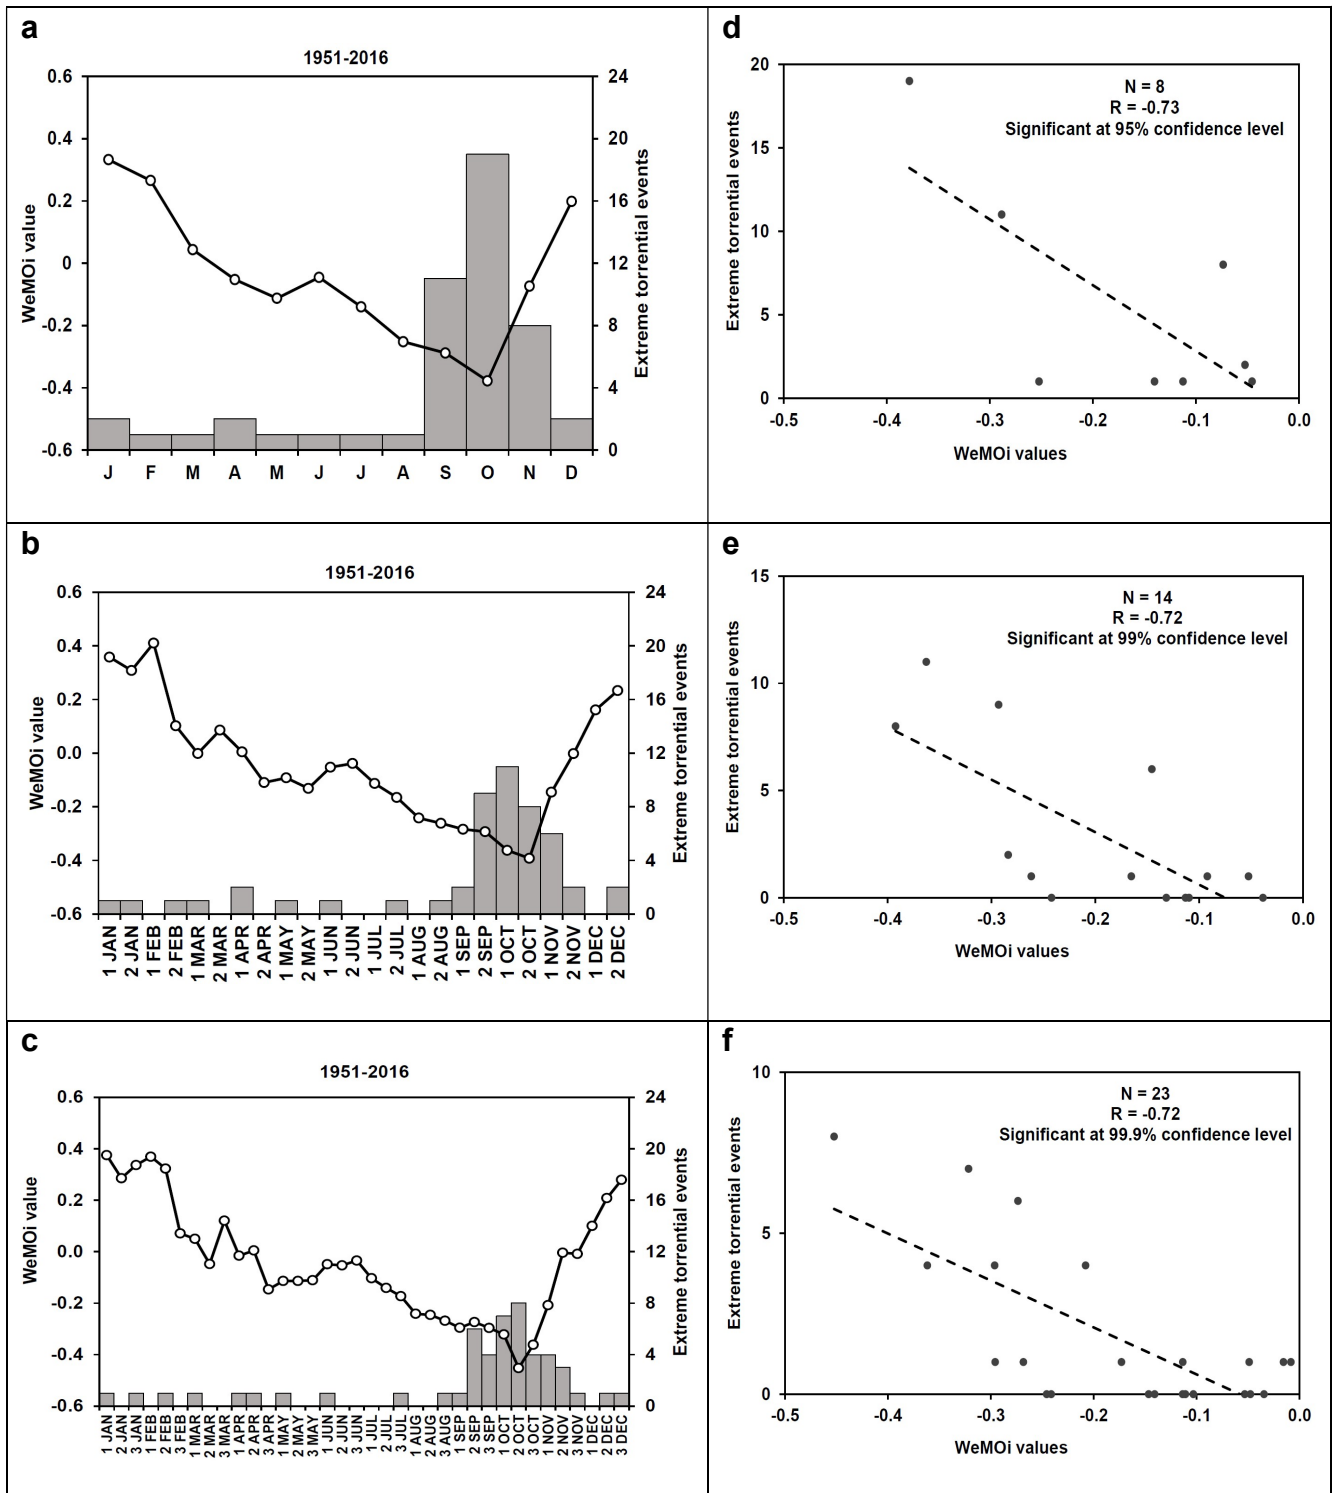 a
1951-2016
0.6
0.4
0.2
0
-0.2
-0.4
-0.6
WeMOi value
24
20
16
12
8
4
0
Extreme torrential events
J F M A M J J A S O N D
d
20
15
10
5
0
Extreme torrential events
N = 8
R = -0.73
Significant at 95% confidence level
-0.5 -0.4 -0.3 -0.2 -0.1 0.0
WeMOi values
b
1951-2016
0.6
0.4
0.2
0.0
-0.2
-0.4
-0.6
WeMOi value
24
20
16
12
8
4
0
Extreme torrential events
1 JAN
2 JAN
1 FEB
2 FEB
1 MAR
2 MAR
1 APR
2 APR
1 MAY
2 MAY
1 JUN
2 JUN
1 JUL
2 JUL
1 AUG
2 AUG
1 SEP
2 SEP
1 OCT
2 OCT
1 NOV
2 NOV
1 DEC
2 DEC
e
15
10
5
0
Extreme torrential events
N = 14
R = -0.72
Significant at 99% confidence level
-0.5 -0.4 -0.3 -0.2 -0.1 0.0
WeMOi values
c
1951-2016
0.6
0.4
0.2
0.0
-0.2
-0.4
-0.6
WeMOi value
24
20
16
12
8
4
0
Extreme torrential events
1 JAN
2 JAN
3 JAN
1 FEB
2 FEB
3 FEB
1 MAR
2 MAR
3 MAR
1 APR
2 APR
3 APR
1 MAY
2 MAY
3 MAY
1 JUN
2 JUN
3 JUN
1 JUL
2 JUL
3 JUL
1 AUG
2 AUG
3 AUG
1 SEP
2 SEP
3 SEP
1 OCT
2 OCT
3 OCT
1 NOV
2 NOV
3 NOV
1 DEC
2 DEC
3 DEC
f
10
5
0
Extreme torrential events
N = 23
R = -0.72
Significant at 99.9% confidence level
-0.5 -0.4 -0.3 -0.2 -0.1 0.0
WeMOi values